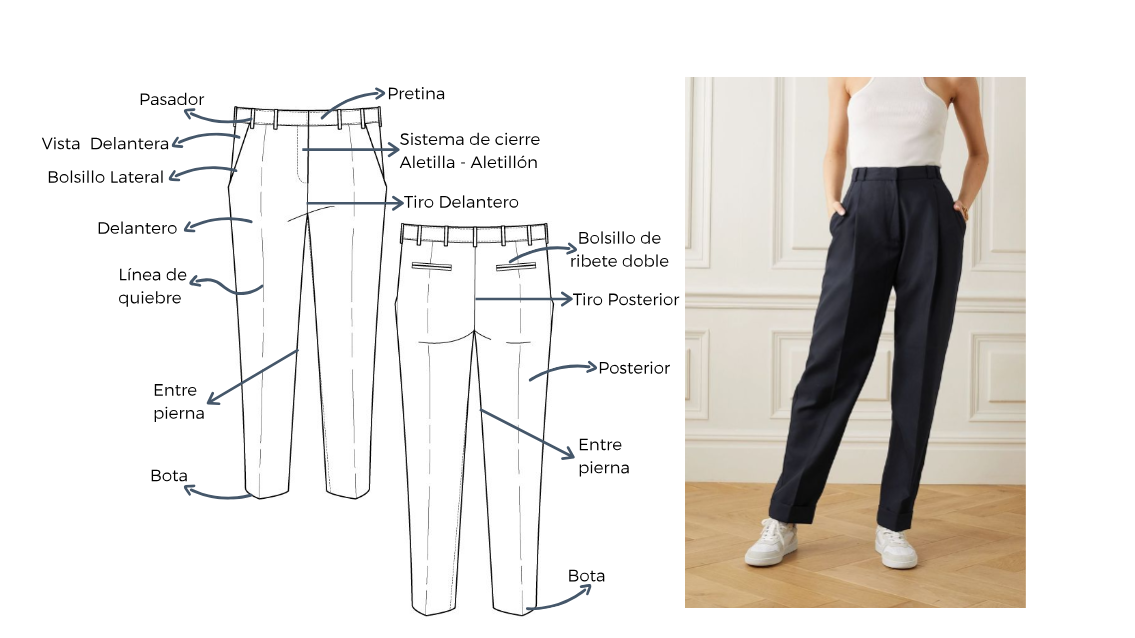 Pasador
Pretina
Vista Delantera
Sistema de cierre
Aletilla - Aletillón
Bolsillo Lateral
Tiro Delantero
Delantero
Bolsillo de
ribete doble
Línea de
quiebre
Tiro Posterior
Posterior
Entre
pierna
Entre
pierna
Bota
Bota